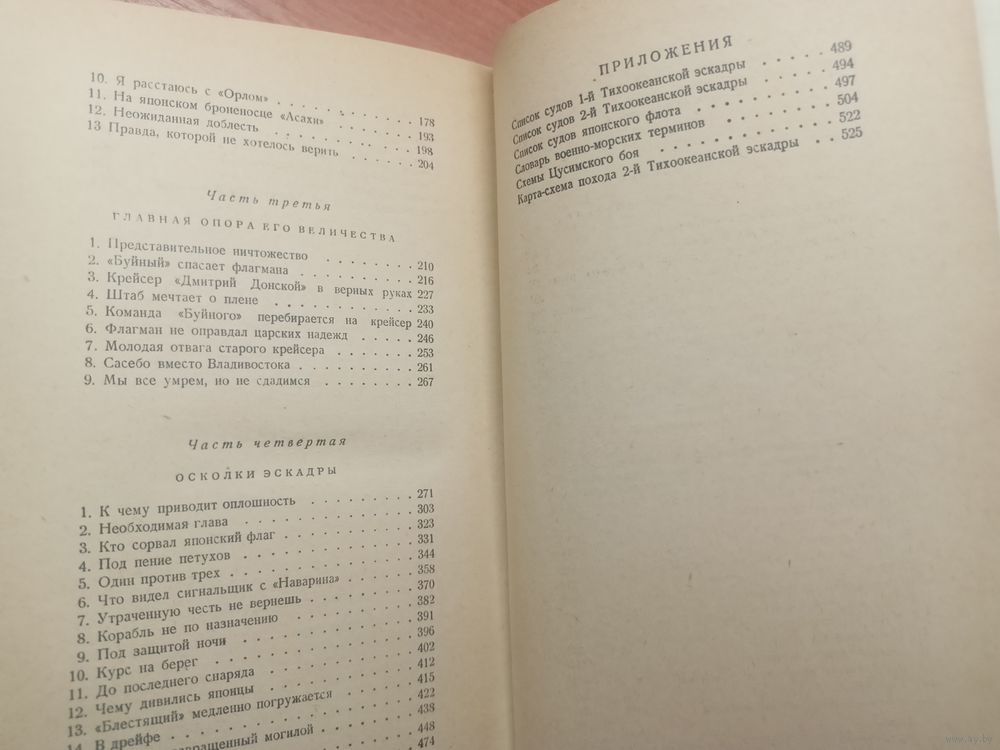 10. Я расстаюсь с «Орлом» . . . . . . . . . . 178
11. На японском броненосце «Асахи» . . . . . . 193
12. Неожиданная доблесть . . . . . . . . . . 198
13 Правда, которой не хотелось верить . . . . . 204
Часть третья
ГЛАВНАЯ ОПОРА ЕГО ВЕЛИЧЕСТВА
1. Представительное ничтожество . . . . . . . 210
2. «Буйный» спасает флагмана . . . . . . . . 216
3. Крейсер «Дмитрий Донской» в верных руках 227
4. Штаб мечтает о плене . . . . . . . . . . 233
5. Команда «Буйного» перебирается на крейсер 240
6. Флагман не оправдал царских надежд . . . . . 246
7. Молодая отвага старого крейсера . . . . . . 253
8. Сасебо вместо Владивостока . . . . . . . . 261
9. Мы все умрем, но не сдадимся . . . . . . . 267
Часть четвертая
ОСКОЛКИ ЭСКАДРЫ
1. К чему приводит оплошность . . . . . . . . 271
2. Необходимая глава . . . . . . . . . . . 303
3. Кто сорвал японский флаг . . . . . . . . . 323
4. Под пение петухов . . . . . . . . . . . 331
5. Один против трех . . . . . . . . . . . . 344
6. Что видел сигнальщик с «Наварина» . . . . . 358
7. Утраченную честь не вернешь . . . . . . . 370
8. Корабль не по назначению . . . . . . . . 382
9. Под защитой ночи . . . . . . . . . . . 391
10. Курс на берег . . . . . . . . . . . . . 396
11. До последнего снаряда . . . . . . . . . . 402
12. Чему дивились японцы . . . . . . . . . . 412
13. «Блестящий» медленно погружается . . . . . 415
14. В дрейфе . . . . . . . . . . . . . . . 422
могилой . . . . . . 438
448
474
ПРИЛОЖЕНИЯ
Список судов 1-й Тихоокеанской эскадры . . . . . 489
Список судов 2-й Тихоокеанской эскадры . . . . . 494
Список судов японского флота . . . . . . . . 497
Словарь военно-морских терминов . . . . . . . 504
Схемы Цусимского боя . . . . . . . . . . . 522
Карта-схема похода 2-й Тихоокеанской эскадры . . 525